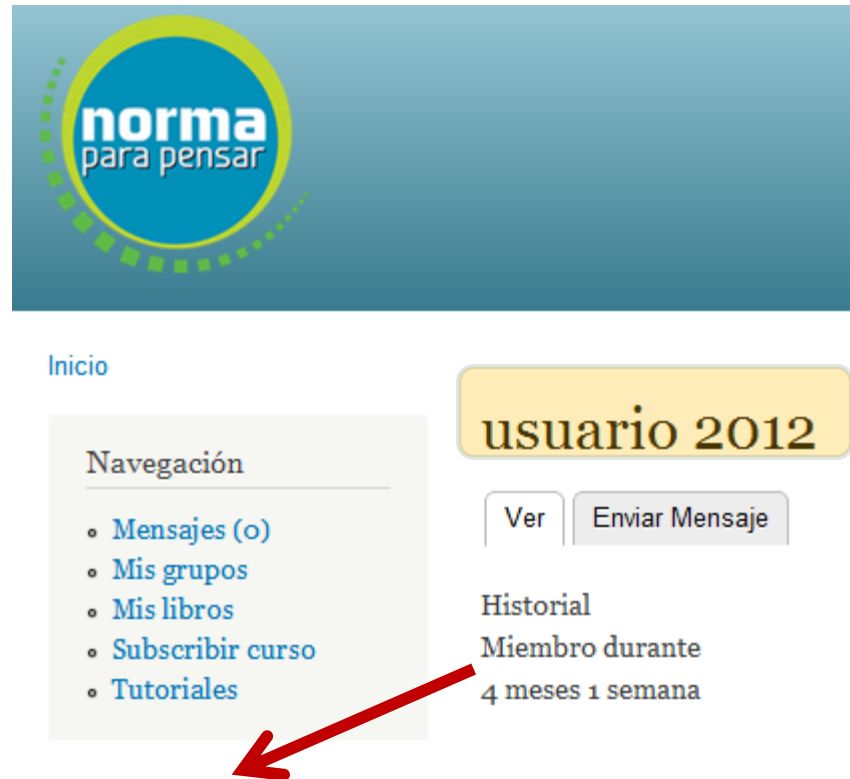 norma
para pensar
Inicio
Navegación
Mensajes (0)
Mis grupos
Mis libros
Subscribir curso
Tutoriales
usuario 2012
Ver
Enviar Mensaje
Historial
Miembro durante
4 meses 1 semana